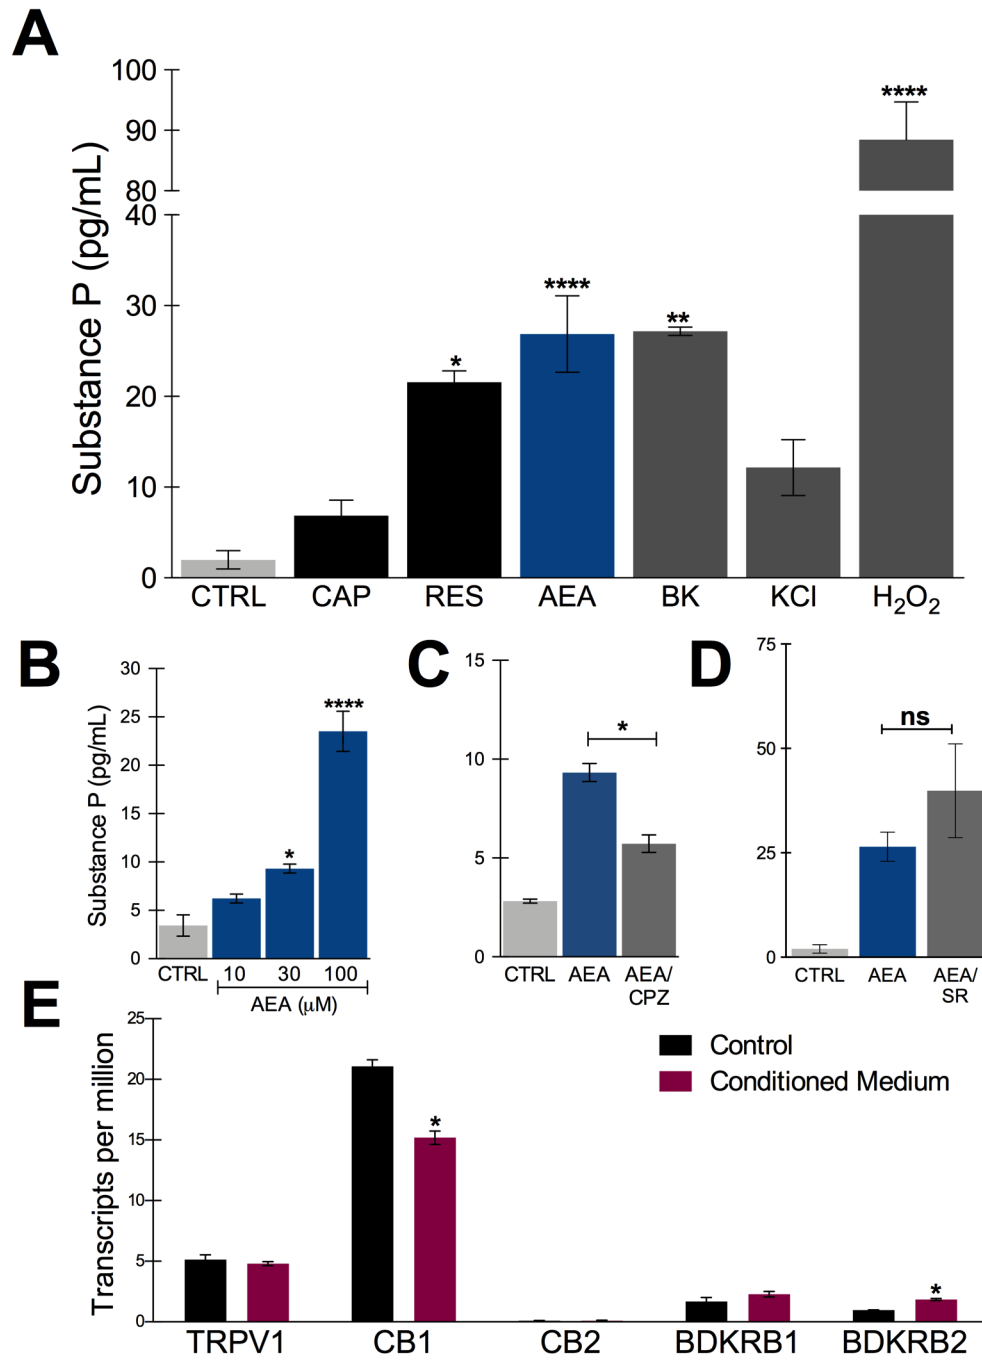 A
Substance P (pg/mL)
100
90
80
40
30
20
10
0
* **** ** ****
CTRL CAP RES AEA BK KCl H₂O₂
B
Substance P (pg/mL)
30
25
20
15
10
5
0
* ****
CTRL 10 30 100
AEA (μM)
C
15
10
5
0
*
CTRL AEA AEA/
CPZ
D
75
50
25
0
ns
CTRL AEA AEA/
SR
E
Transcripts per million
25
20
15
10
5
0
Control
Conditioned Medium
* *
TRPV1 CB1 CB2 BDKRB1 BDKRB2